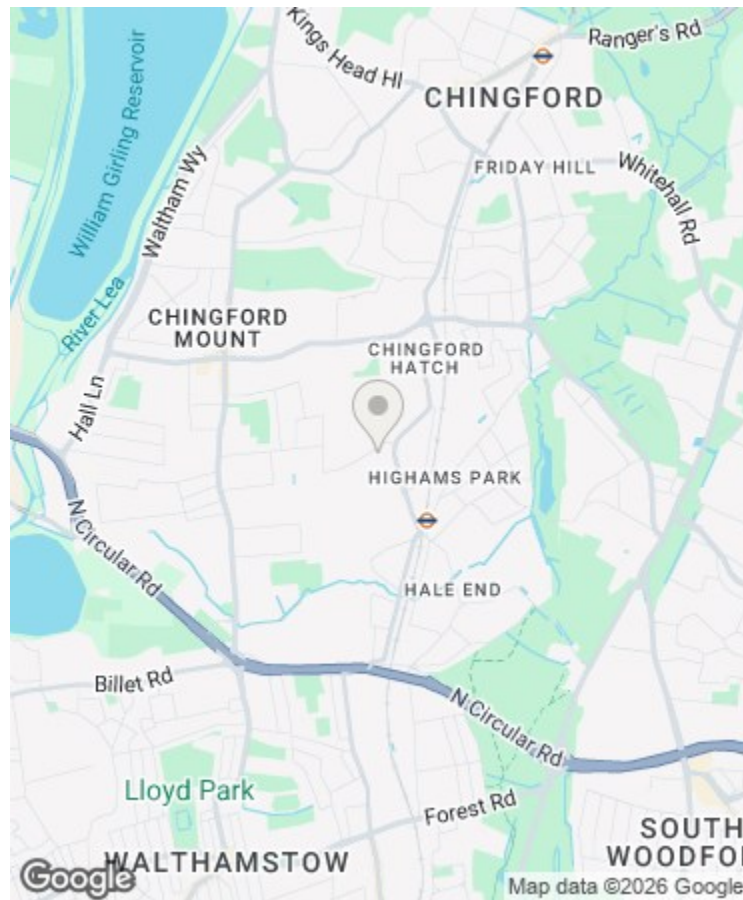 Kings Head Hl
Ranger's Rd
CHINGFORD
William Girling Reservoir
Waltham Wy
FRIDAY HILL
Whitehall Rd
River Lea
CHINGFORD
MOUNT
CHINGFORD
HATCH
Hall Ln
HIGHAMS PARK
N Circular Rd
HALE END
Billet Rd
N Circular Rd
Lloyd Park
Forest Rd
SOUTH
WOODFO
WALTHAMSTOW
Google
Map data ©2026 Google